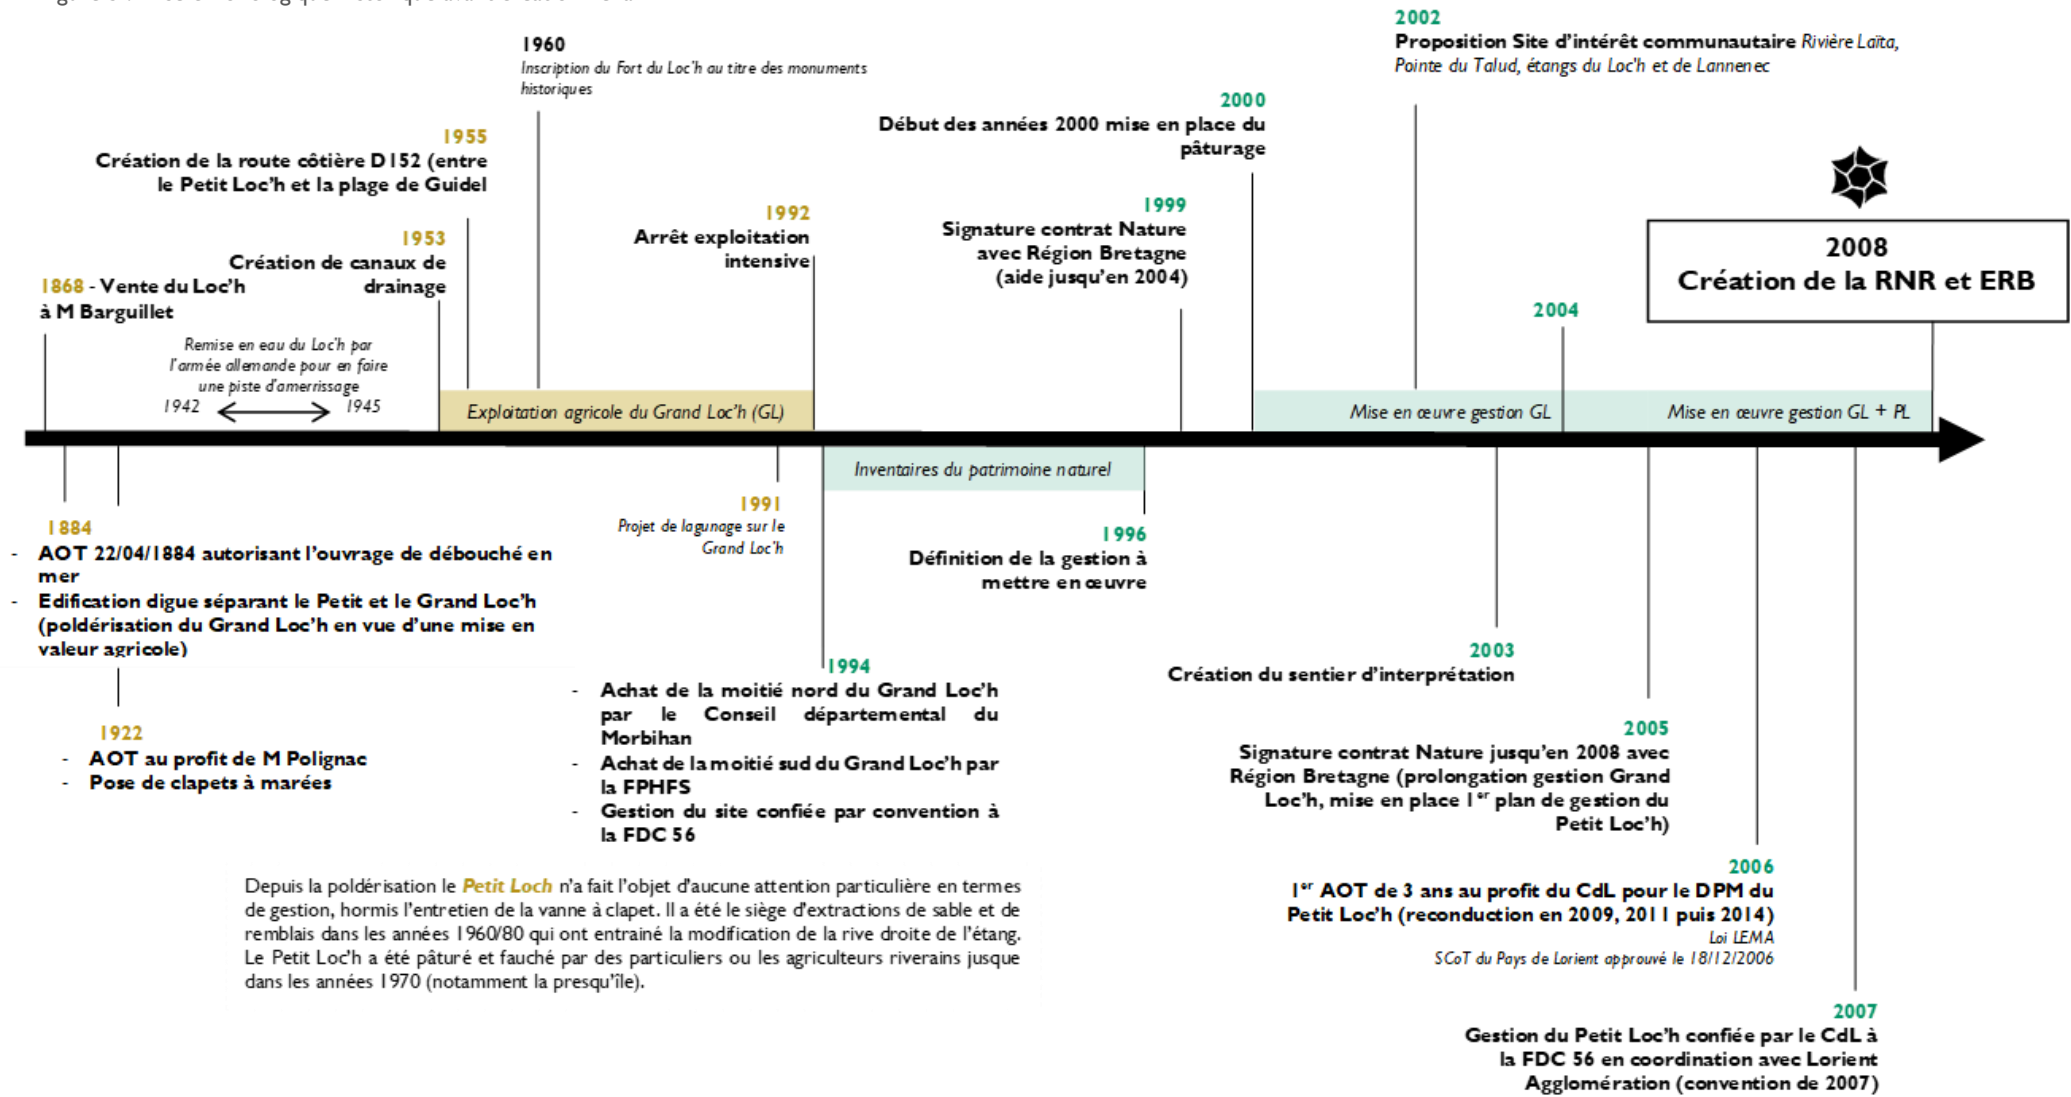 2002
Proposition Site d'intérêt communautaire Rivière Laïta,
Pointe du Talud, étangs du Loc'h et de Lannenec
1960
Inscription du Fort du Loc'h au titre des monuments
historiques
2000
Début des années 2000 mise en place du
pâturage
1955
Création de la route côtière D152 (entre
le Petit Loc'h et la plage de Guidel
1992
Arrêt exploitation
intensive
1999
Signature contrat Nature
avec Région Bretagne
(aide jusqu'en 2004)
1953
Création de canaux de
drainage
1868 - Vente du Loc'h
à M Barguillet
2008
Création de la RNR et ERB
2004
Remise en eau du Loc'h par
l'armée allemande pour en faire
une piste d'amerrissage
1942
1945
Exploitation agricole du Grand Loc'h (GL)
Mise en œuvre gestion GL
Mise en œuvre gestion GL + PL
Inventaires du patrimoine naturel
1884
- AOT 22/04/1884 autorisant l'ouvrage de débouché en
mer
- Edification digue séparant le Petit et le Grand Loc'h
(poldérisation du Grand Loc'h en vue d'une mise en
valeur agricole)
1991
Projet de lagunage sur le
Grand Loc'h
1996
Définition de la gestion à
mettre en œuvre
1922
- AOT au profit de M Polignac
- Pose de clapets à marées
1994
- Achat de la moitié nord du Grand Loc'h
par le Conseil départemental du
Morbihan
- Achat de la moitié sud du Grand Loc'h par
la FPHFS
- Gestion du site confiée par convention à
la FDC 56
2003
Création du sentier d'interprétation
2005
Signature contrat Nature jusqu'en 2008 avec
Région Bretagne (prolongation gestion Grand
Loc'h, mise en place 1er plan de gestion du
Petit Loc'h)
2006
1er AOT de 3 ans au profit du CdL pour le DPM du
Petit Loc'h (reconduction en 2009, 2011 puis 2014)
Loi LEMA
SCoT du Pays de Lorient approuvé le 18/12/2006
2007
Gestion du Petit Loc'h confiée par le CdL à
la FDC 56 en coordination avec Lorient
Agglomération (convention de 2007)
Depuis la poldérisation le Petit Loch n'a fait l'objet d'aucune attention particulière en termes
de gestion, hormis l'entretien de la vanne à clapet. Il a été le siège d'extractions de sable et de
remblais dans les années 1960/80 qui ont entrainé la modification de la rive droite de l'étang.
Le Petit Loc'h a été pâturé et fauché par des particuliers ou les agriculteurs riverains jusque
dans les années 1970 (notamment la presqu'île).